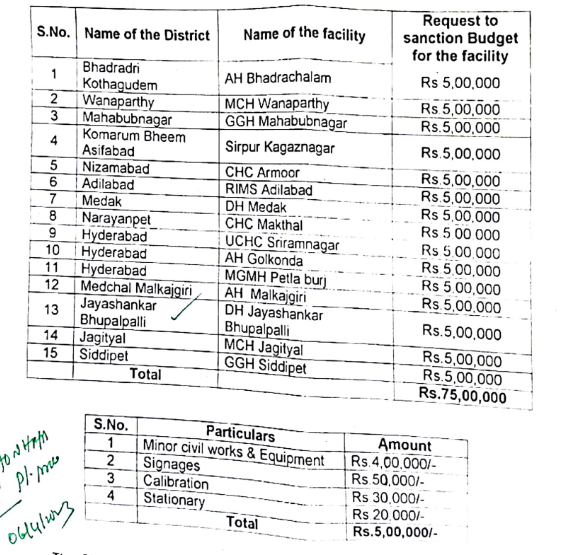 S.No. Name of the District Name of the facility Request to sanction Budget for the facility
1 Bhadradri Kothagudem AH Bhadrachalam Rs 5,00,000
2 Wanaparthy MCH Wanaparthy Rs.5,00,000
3 Mahabubnagar GGH Mahabubnagar Rs.5,00,000
4 Komarum Bheem Asifabad Sirpur Kagaznagar Rs.5,00,000
5 Nizamabad CHC Armoor Rs.5,00,000
6 Adilabad RIMS Adilabad Rs.5,00,000
7 Medak DH Medak Rs 5,00,000
8 Narayanpet CHC Makthal Rs 5 00 000
9 Hyderabad UCHC Sriramnagar Rs 5,00,000
10 Hyderabad AH Golkonda Rs.5,00,000
11 Hyderabad MGMH Petla burj Rs.5,00,000
12 Medchal Malkajgiri AH Malkajgiri Rs.5,00,000
13 Jayashankar Bhupalpalli DH Jayashankar Bhupalpalli Rs.5,00,000
14 Jagityal MCH Jagityal Rs.5,00,000
15 Siddipet GGH Siddipet Rs.5,00,000
Total Rs.75,00,000
S.No. Particulars Amount
1 Minor civil works & Equipment Rs.4,00,000/-
2 Signages Rs 50,000/-
3 Calibration Rs 30,000/-
4 Stationary Rs 20,000/-
Total Rs.5,00,000/-